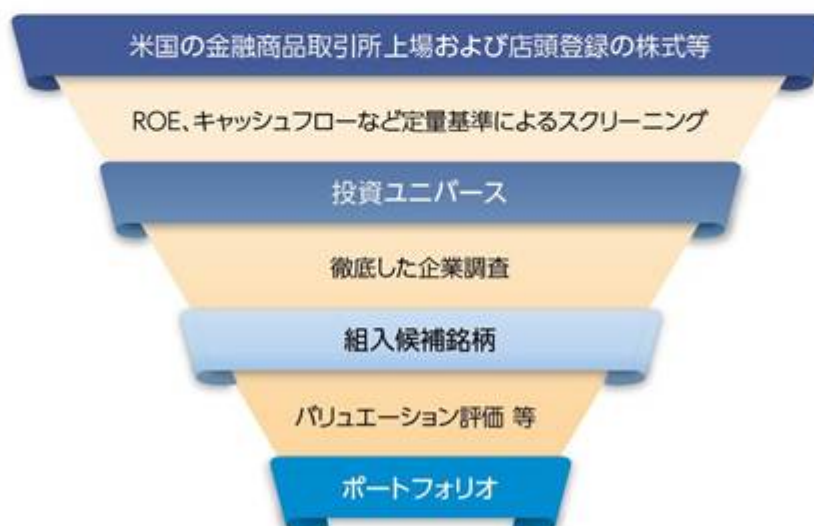 米国の金融商品取引所上場および店頭登録の株式等
ROE、キャッシュフローなど定量基準によるスクリーニング
投資ユニバース
徹底した企業調査
組入候補銘柄
バリュエーション評価 等
ポートフォリオ